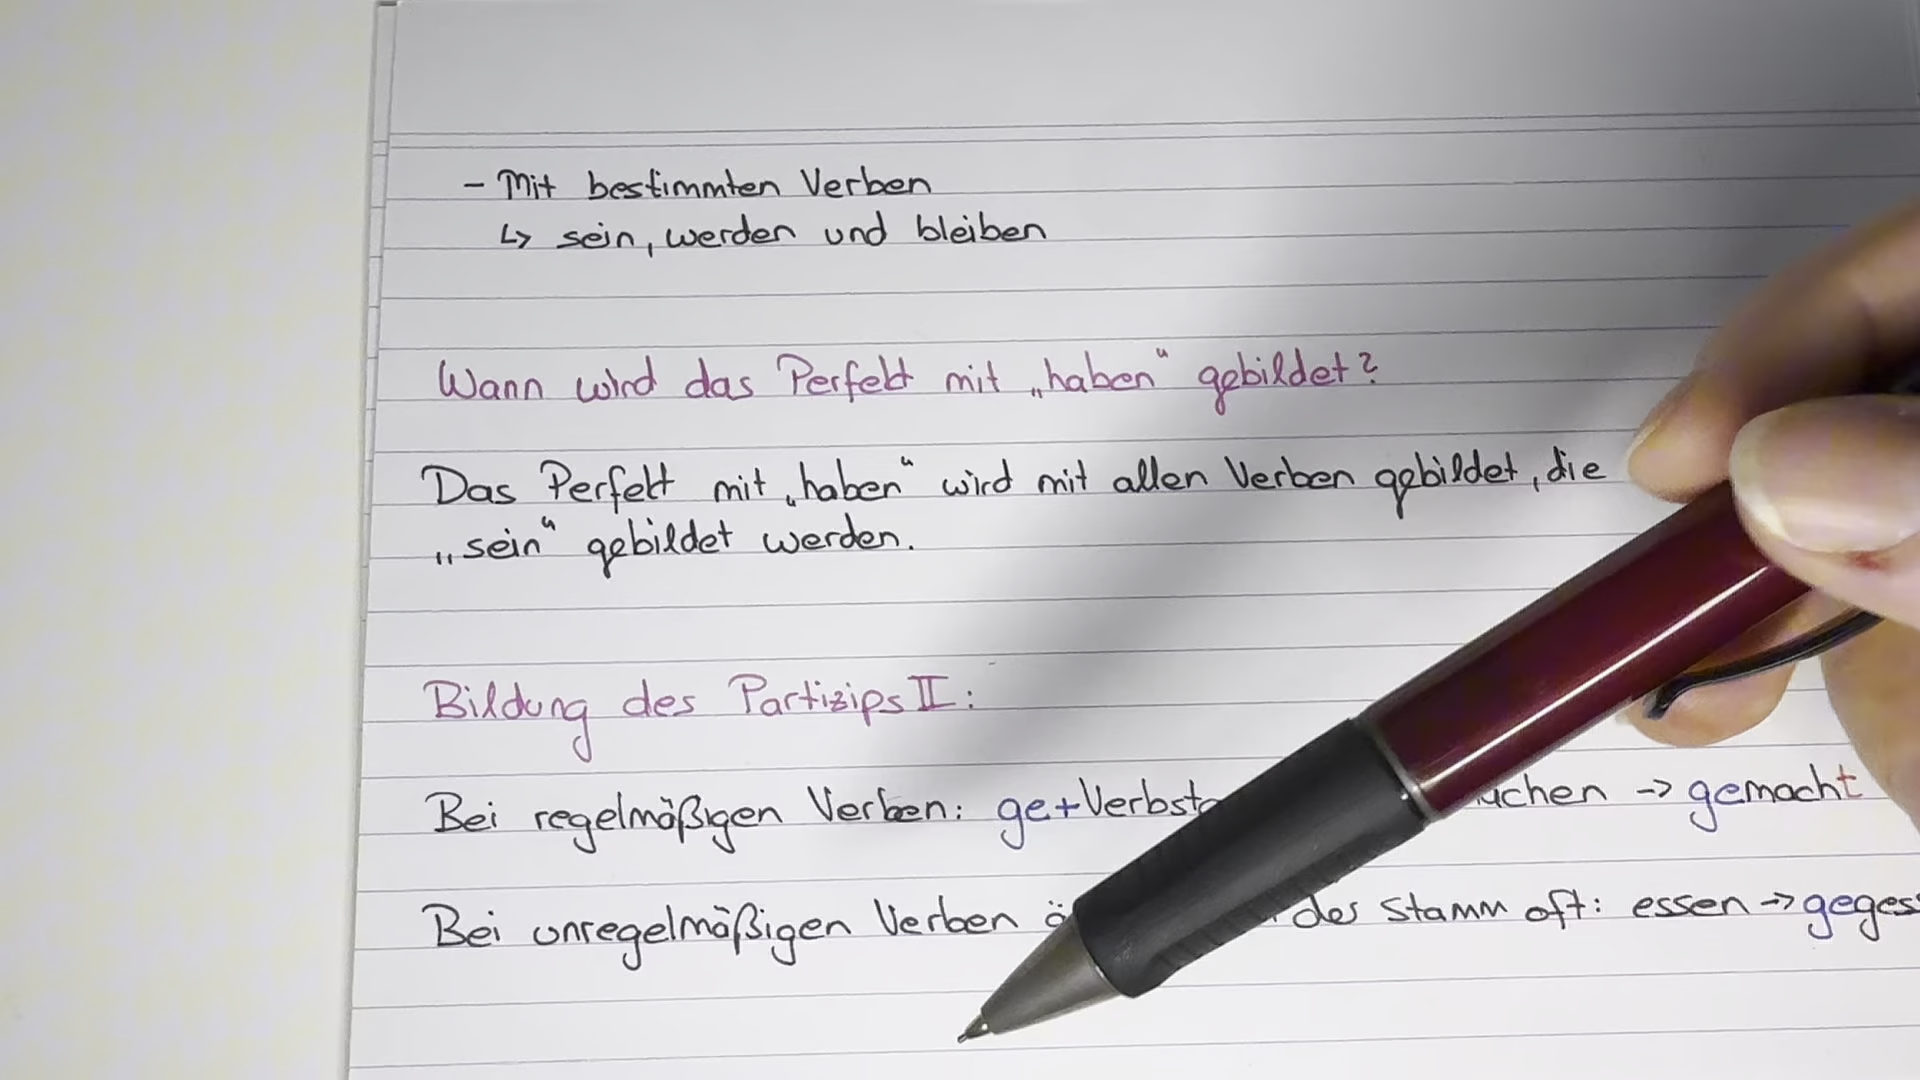 - Mit bestimmten Verben
↳ sein, werden und bleiben
Wann wird das Perfekt mit „haben“ gebildet?
Das Perfekt mit „haben“ wird mit allen Verben gebildet, die
„sein“ gebildet werden.
Bildung des Partizips II:
Bei regelmäßigen Verben: ge+Verbst → gemacht
Bei unregelmäßigen Verben der Stamm oft: essen →